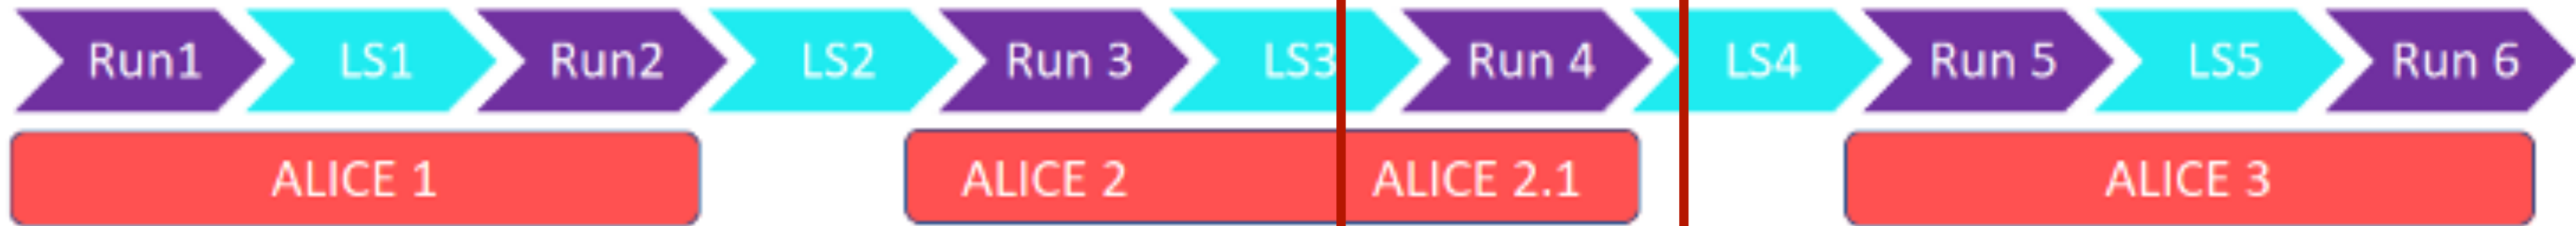 Run1 LS1 Run2 LS2 Run 3 LS3 Run 4 LS4 Run 5 LS5 Run 6
ALICE 1 ALICE 2 ALICE 2.1 ALICE 3